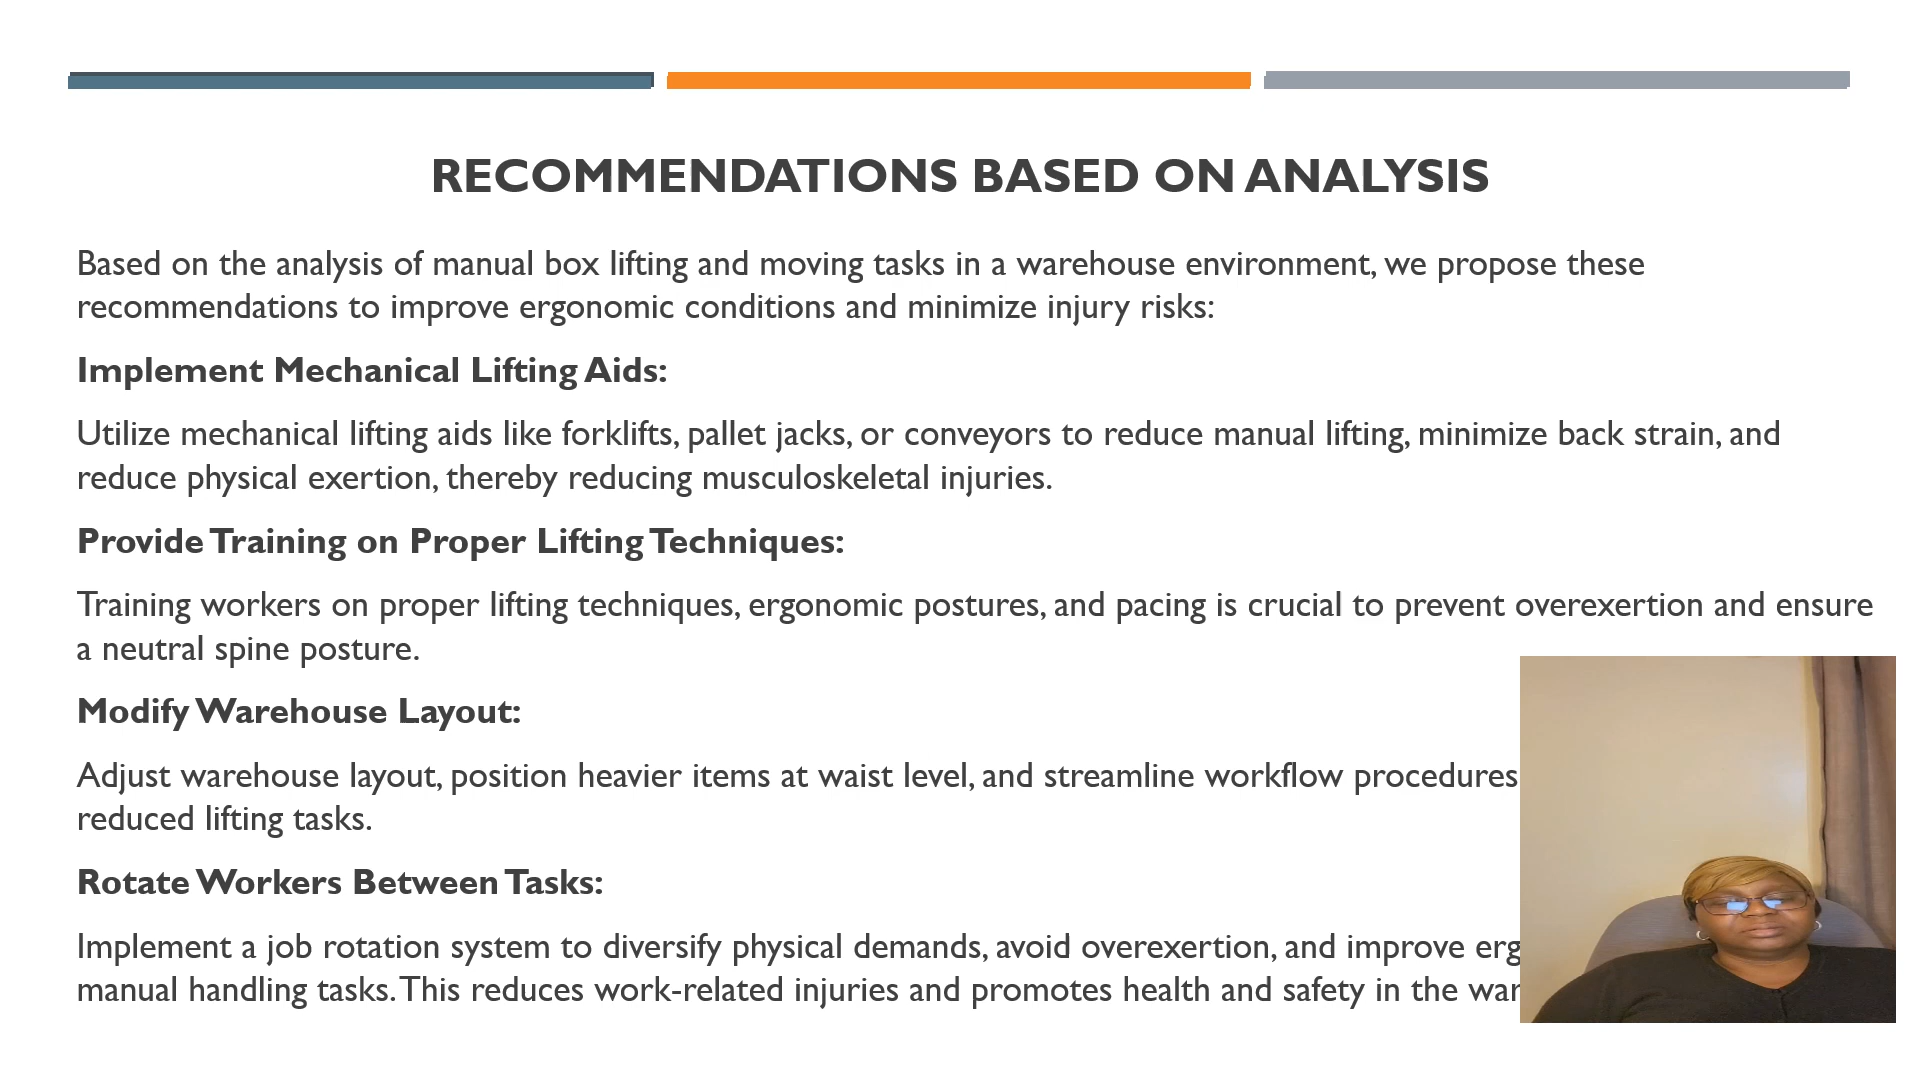 RECOMMENDATIONS BASED ON ANALYSIS
Based on the analysis of manual box lifting and moving tasks in a warehouse environment, we propose these
recommendations to improve ergonomic conditions and minimize injury risks:
Implement Mechanical Lifting Aids:
Utilize mechanical lifting aids like forklifts, pallet jacks, or conveyors to reduce manual lifting, minimize back strain, and
reduce physical exertion, thereby reducing musculoskeletal injuries.
Provide Training on Proper Lifting Techniques:
Training workers on proper lifting techniques, ergonomic postures, and pacing is crucial to prevent overexertion and ensure
a neutral spine posture.
Modify Warehouse Layout:
Adjust warehouse layout, position heavier items at waist level, and streamline workflow procedures
reduced lifting tasks.
Rotate Workers Between Tasks:
Implement a job rotation system to diversify physical demands, avoid overexertion, and improve
manual handling tasks. This reduces work-related injuries and promotes health and safety in the